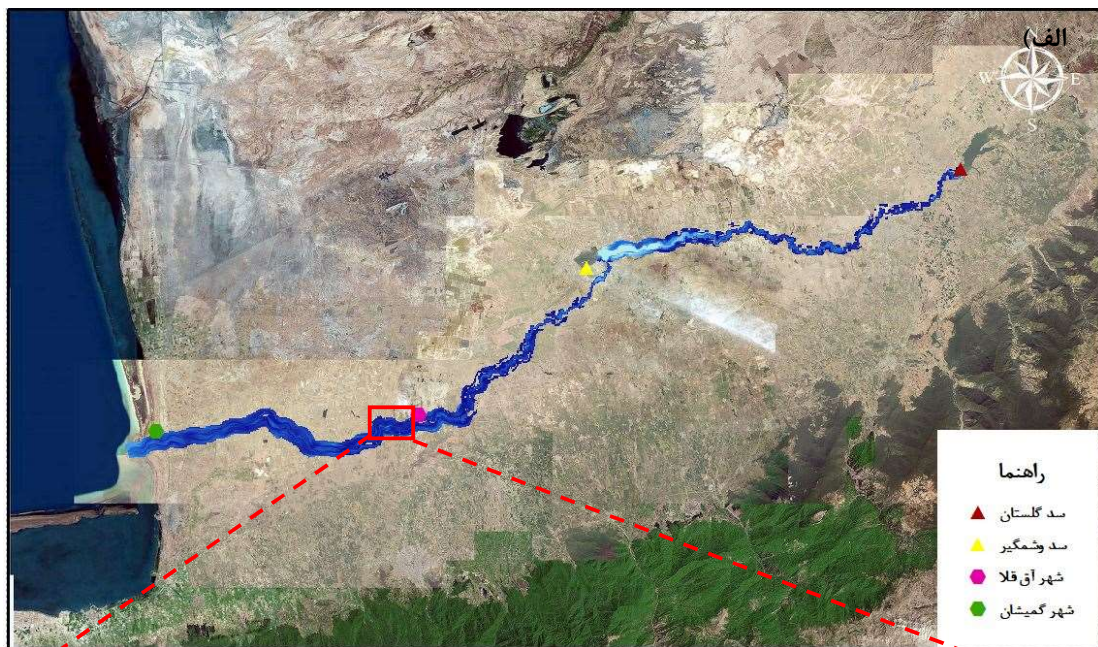 الف)
N
W E
S
راهنما
سد گلستان
سد وشمگیر
شهر آق قلا
شهر گمیشان